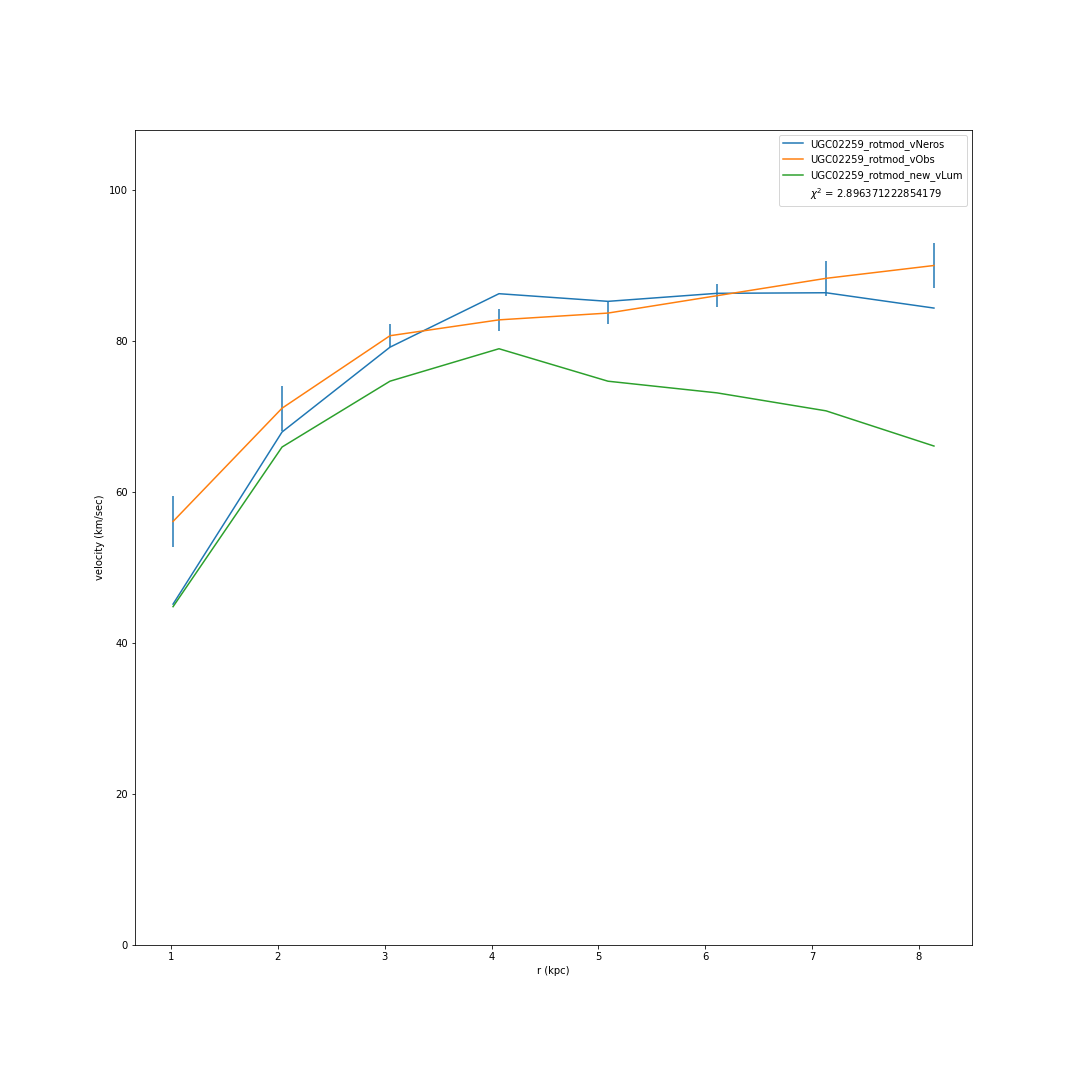 UGC02259_rotmod_vNeros
UGC02259_rotmod_vObs
UGC02259_rotmod_new_vLum
χ² = 2.896371222854179
100
80
60
40
20
0
velocity (km/sec)
1 2 3 4 5 6 7 8
r (kpc)